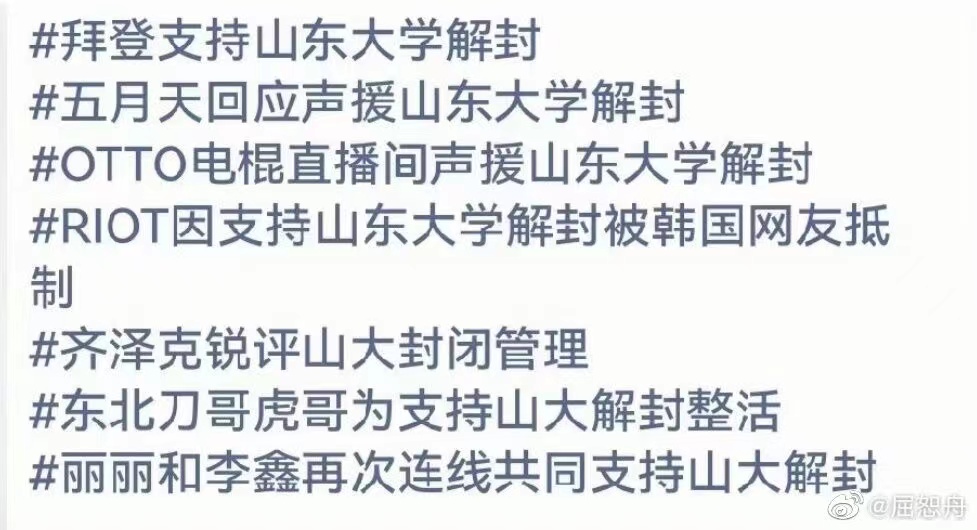 #拜登支持山东大学解封
#五月天回应声援山东大学解封
#OTTO电棍直播间声援山东大学解封
#RIOT因支持山东大学解封被韩国网友抵
制
#齐泽克锐评山大封闭管理
#东北刀哥虎哥为支持山大解封整活
#丽丽和李鑫再次连线共同支持山大解封
@屈恕舟